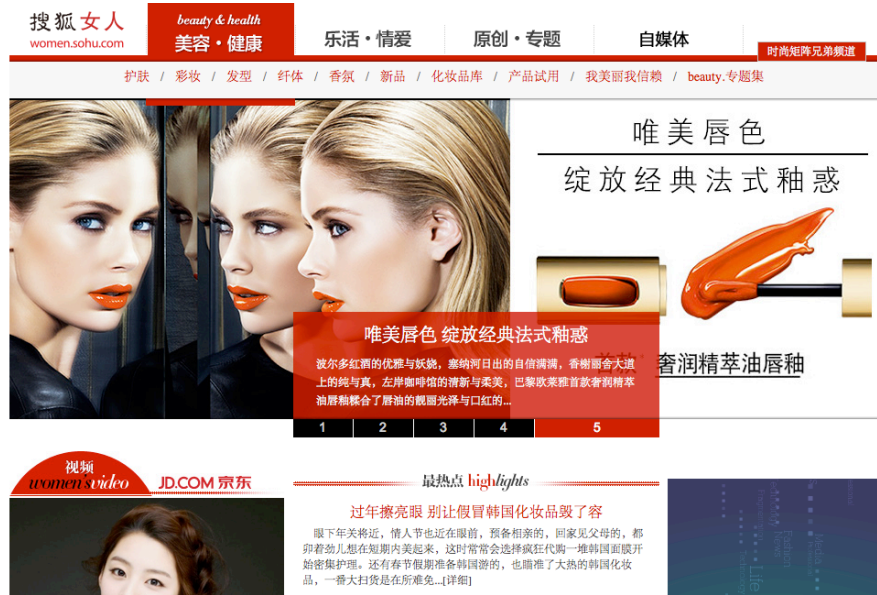 搜狐女人
women.sohu.com
beauty & health
美容·健康
乐活·情爱
原创·专题
自媒体
时尚矩阵兄弟频道
护肤 / 彩妆 / 发型 / 纤体 / 香氛 / 新品 / 化妆品库 / 产品试用 / 我美丽我信赖 / beauty.专题集
唯美唇色
绽放经典法式釉惑
唯美唇色 绽放经典法式釉惑
波尔多红酒的优雅与妖娆，塞纳河日出的自信满满，香榭丽舍大道
上的纯与真，左岸咖啡馆的清新与柔美，巴黎欧莱雅首款奢润精萃
油唇釉糅合了唇油的靓丽光泽与口红的...
首款 奢润精萃油唇釉
1 2 3 4 5
视频
women's video
JD.COM 京东
最热点 highlights
过年擦亮眼 别让假冒韩国化妆品毁了容
眼下年关将近，情人节也近在眼前，预备相亲的，回家见父母的，都
卯着劲儿想在短期内美起来，这时常常会选择疯狂代购一堆韩国面膜开
始密集护理。还有春节假期准备韩国游的，也瞄准了大热的韩国化妆
品，一番大扫货是在所难免...[详细]
Fashion
Media
Life